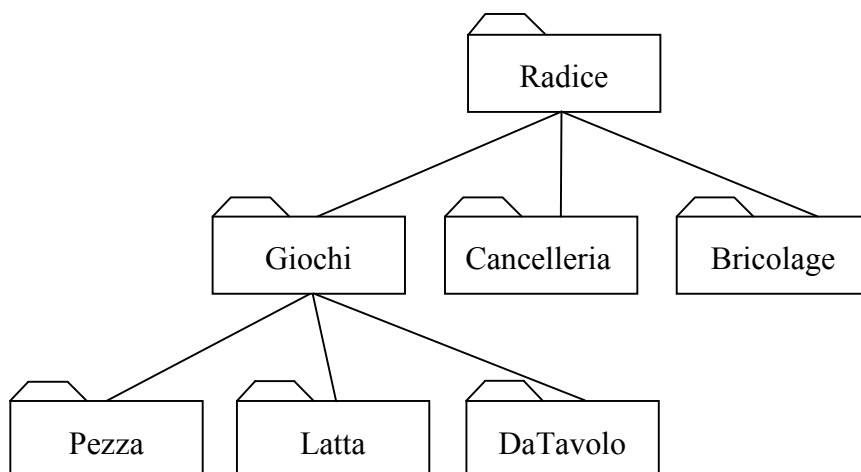 Radice
Giochi
Cancelleria
Bricolage
Pezza
Latta
DaTavolo